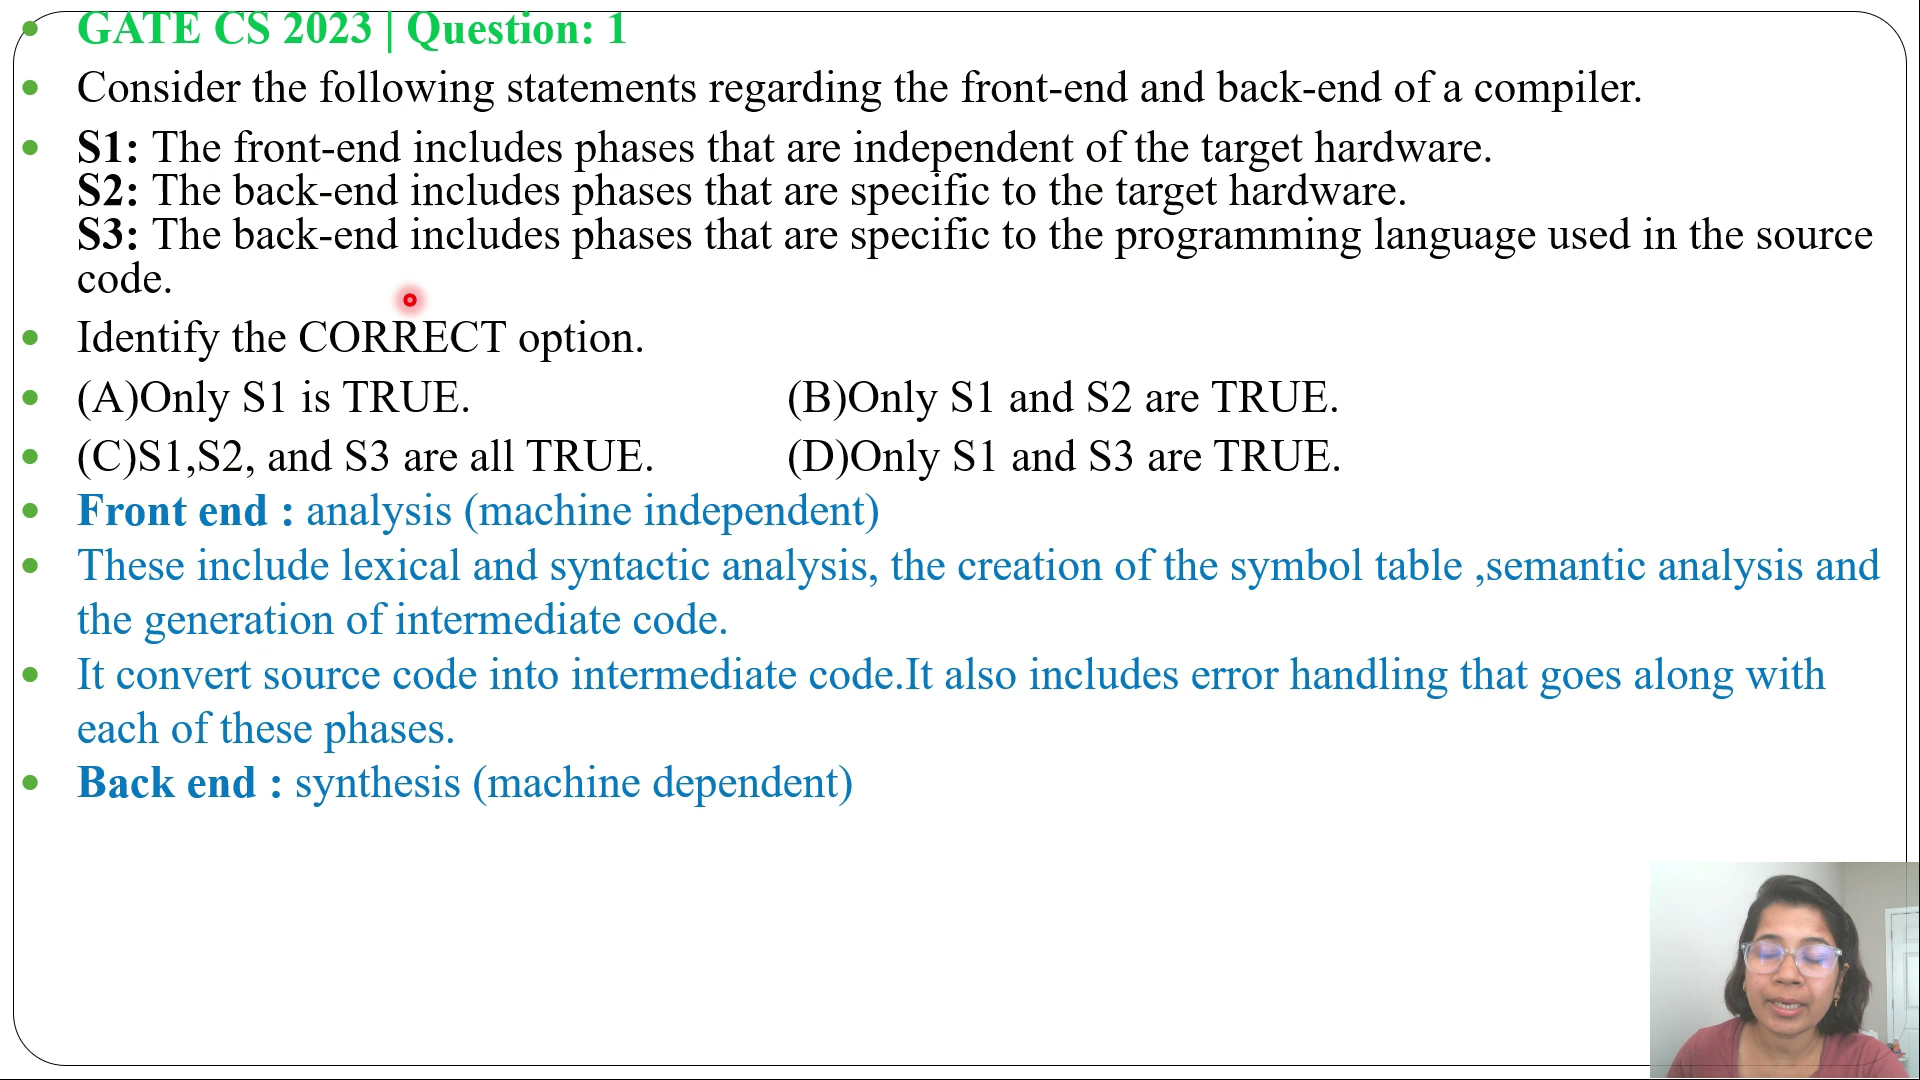 GATE CS 2023 | Question: 1
Consider the following statements regarding the front-end and back-end of a compiler.
S1: The front-end includes phases that are independent of the target hardware.
S2: The back-end includes phases that are specific to the target hardware.
S3: The back-end includes phases that are specific to the programming language used in the source
code.
Identify the CORRECT option.
(A)Only S1 is TRUE. (B)Only S1 and S2 are TRUE.
(C)S1,S2, and S3 are all TRUE. (D)Only S1 and S3 are TRUE.
Front end : analysis (machine independent)
These include lexical and syntactic analysis, the creation of the symbol table ,semantic analysis and
the generation of intermediate code.
It convert source code into intermediate code.It also includes error handling that goes along with
each of these phases.
Back end : synthesis (machine dependent)